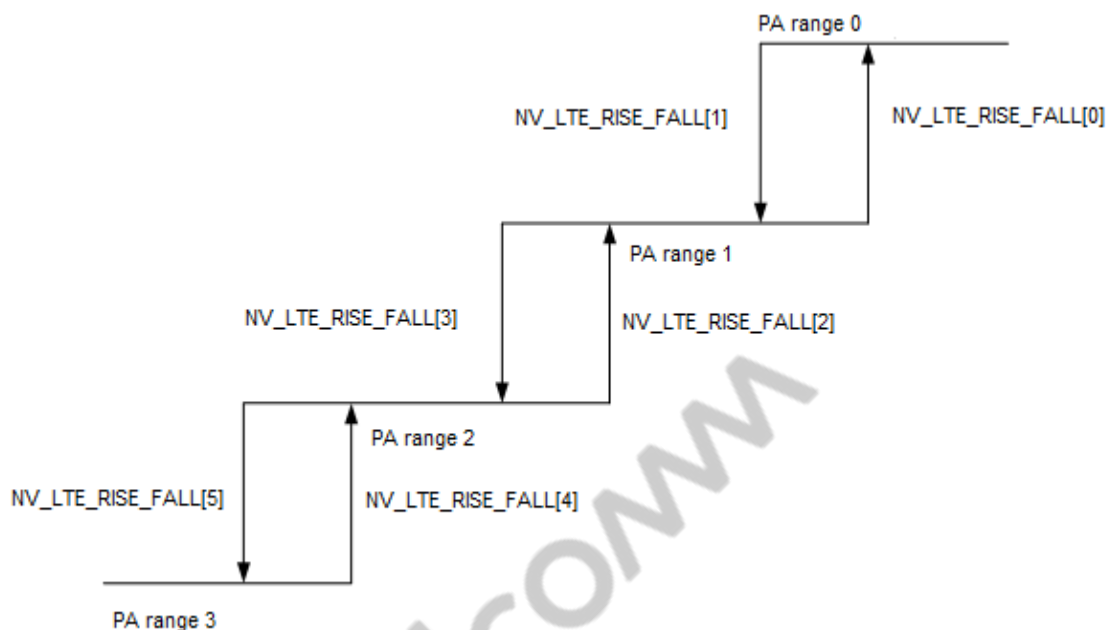 PA range 0
NV_LTE_RISE_FALL[1]
NV_LTE_RISE_FALL[0]
PA range 1
NV_LTE_RISE_FALL[3]
NV_LTE_RISE_FALL[2]
PA range 2
NV_LTE_RISE_FALL[5]
NV_LTE_RISE_FALL[4]
PA range 3